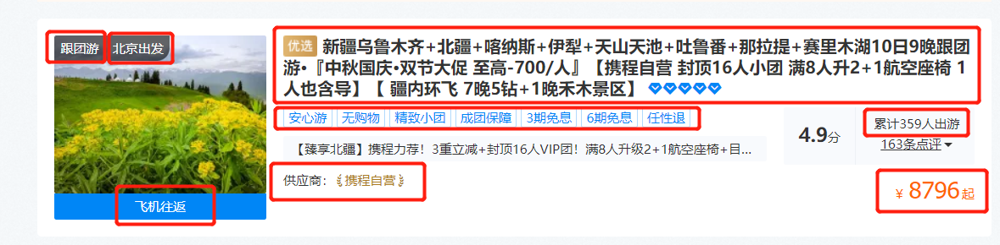 跟团游 北京出发
优选 新疆乌鲁木齐+北疆+喀纳斯+伊犁+天山天池+吐鲁番+那拉提+赛里木湖10日9晚跟团
游•『中秋国庆•双节大促 至高-700/人』【携程自营 封顶16人小团 满8人升2+1航空座椅 1
人也含导】【 疆内环飞 7晚5钻+1晚禾木景区】
安心游 无购物 精致小团 成团保障 3期免息 6期免息 任性退
4.9分
累计359人出游
163条点评
【臻享北疆】携程力荐！3重立减+封顶16人VIP团！满8人升级2+1航空座椅+目...
供应商： 携程自营
¥ 8796起
飞机往返